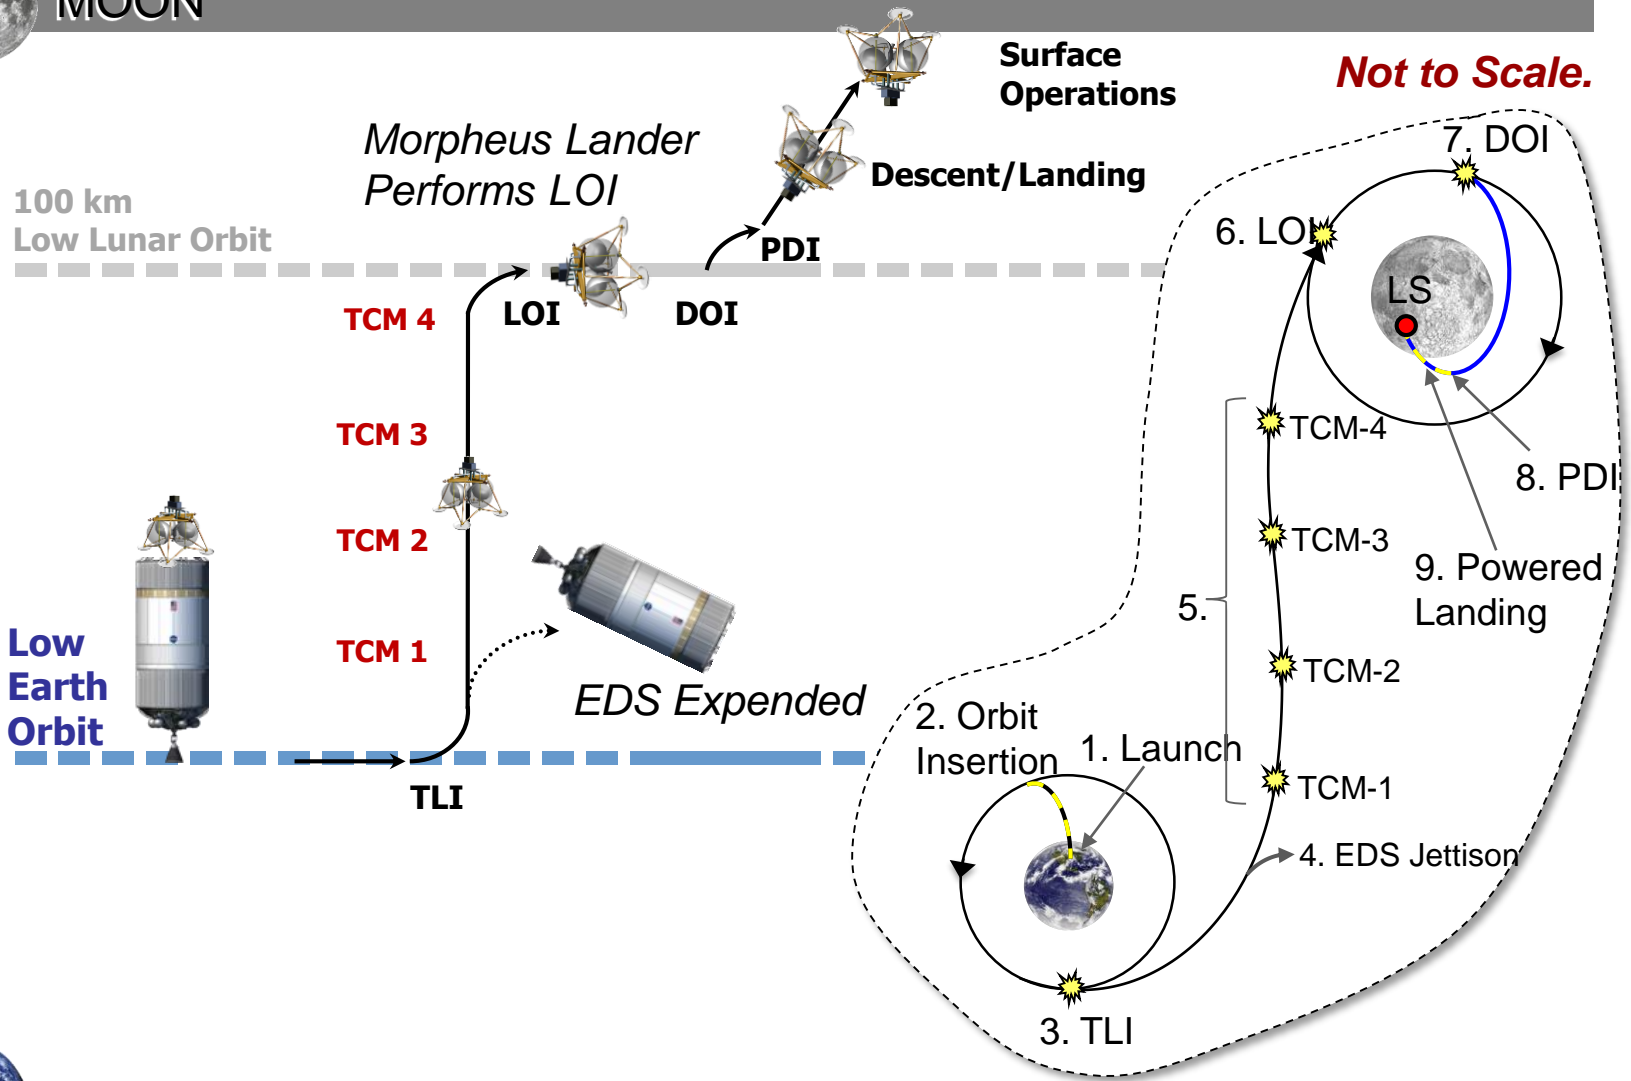 MOON
Surface
Operations
Not to Scale.
Morpheus Lander
Performs LOI
7. DOI
Descent/Landing
100 km
Low Lunar Orbit
6. LOI
PDI
LS
TCM 4
LOI
DOI
TCM 3
TCM-4
8. PDI
TCM 2
TCM-3
9. Powered
Landing
5.
Low
Earth
Orbit
TCM 1
TCM-2
EDS Expended
2. Orbit
Insertion
1. Launch
TLI
TCM-1
4. EDS Jettison
3. TLI